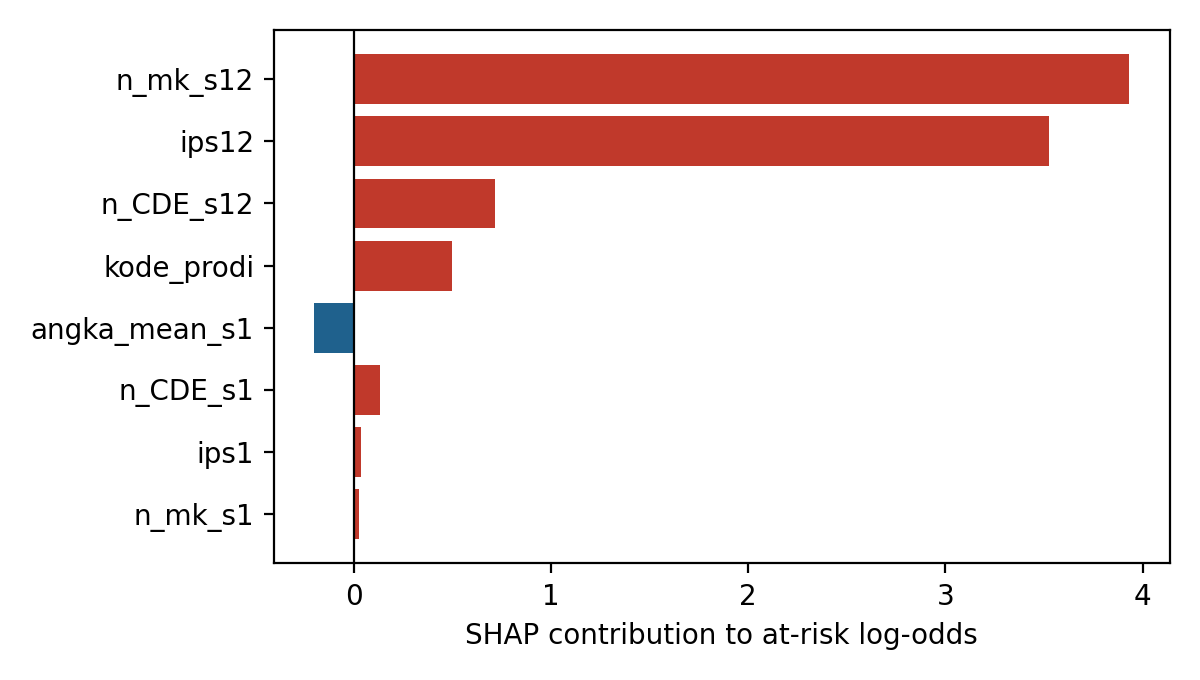 n_mk_s12
ips12
n_CDE_s12
kode_prodi
angka_mean_s1
n_CDE_s1
ips1
n_mk_s1
0 1 2 3 4
SHAP contribution to at-risk log-odds